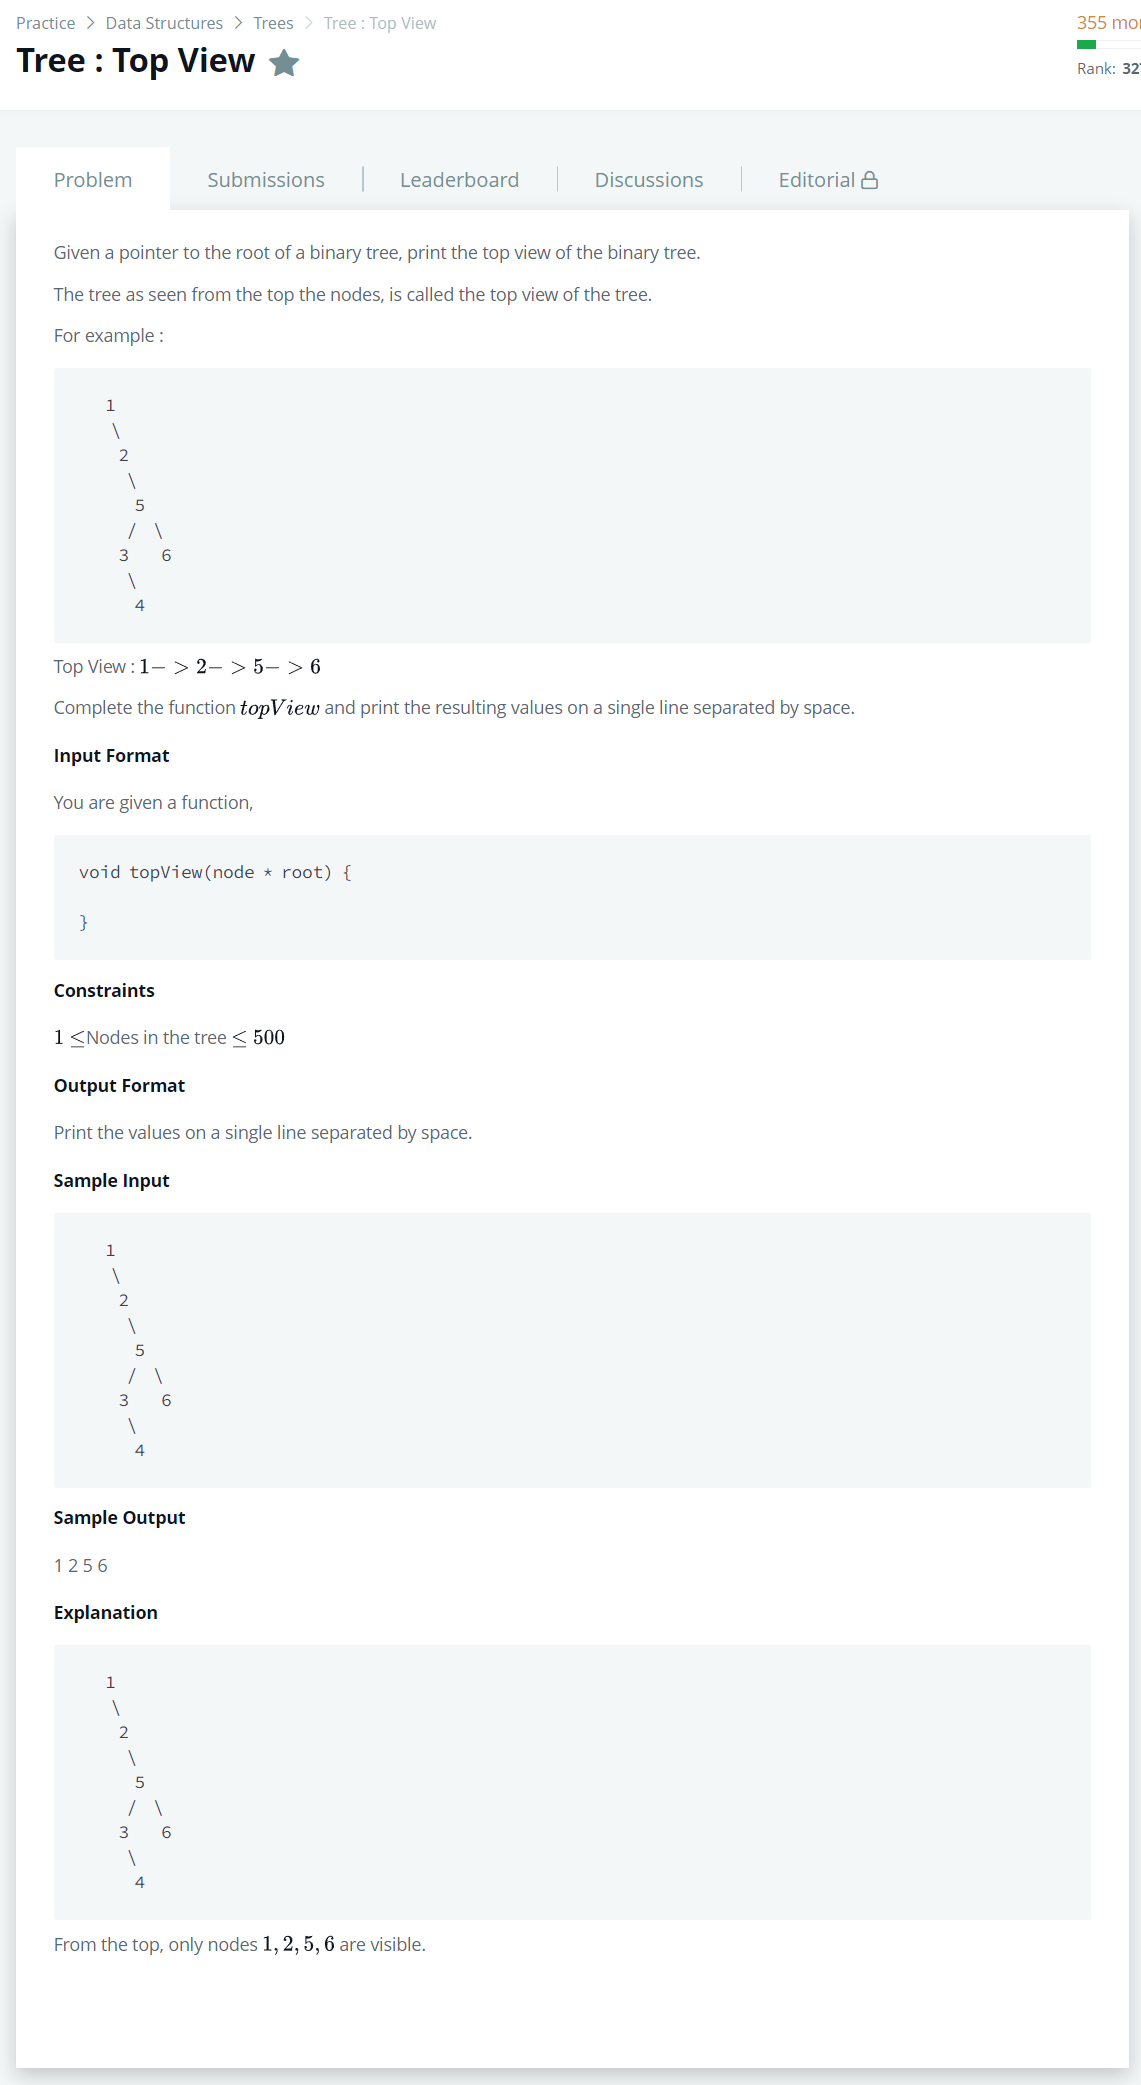 Practice > Data Structures > Trees > Tree : Top View
355 mo
Tree : Top View
Rank: 32
Problem
Submissions
Leaderboard
Discussions
Editorial
Given a pointer to the root of a binary tree, print the top view of the binary tree.
The tree as seen from the top the nodes, is called the top view of the tree.
For example :
1
\
2
\
5
/ \
3 6
\
4
Top View : 1− > 2− > 5− > 6
Complete the function topView and print the resulting values on a single line separated by space.
Input Format
You are given a function,
void topView(node * root) {
}
Constraints
1 ≤Nodes in the tree ≤ 500
Output Format
Print the values on a single line separated by space.
Sample Input
1
\
2
\
5
/ \
3 6
\
4
Sample Output
1 2 5 6
Explanation
1
\
2
\
5
/ \
3 6
\
4
From the top, only nodes 1, 2, 5, 6 are visible.